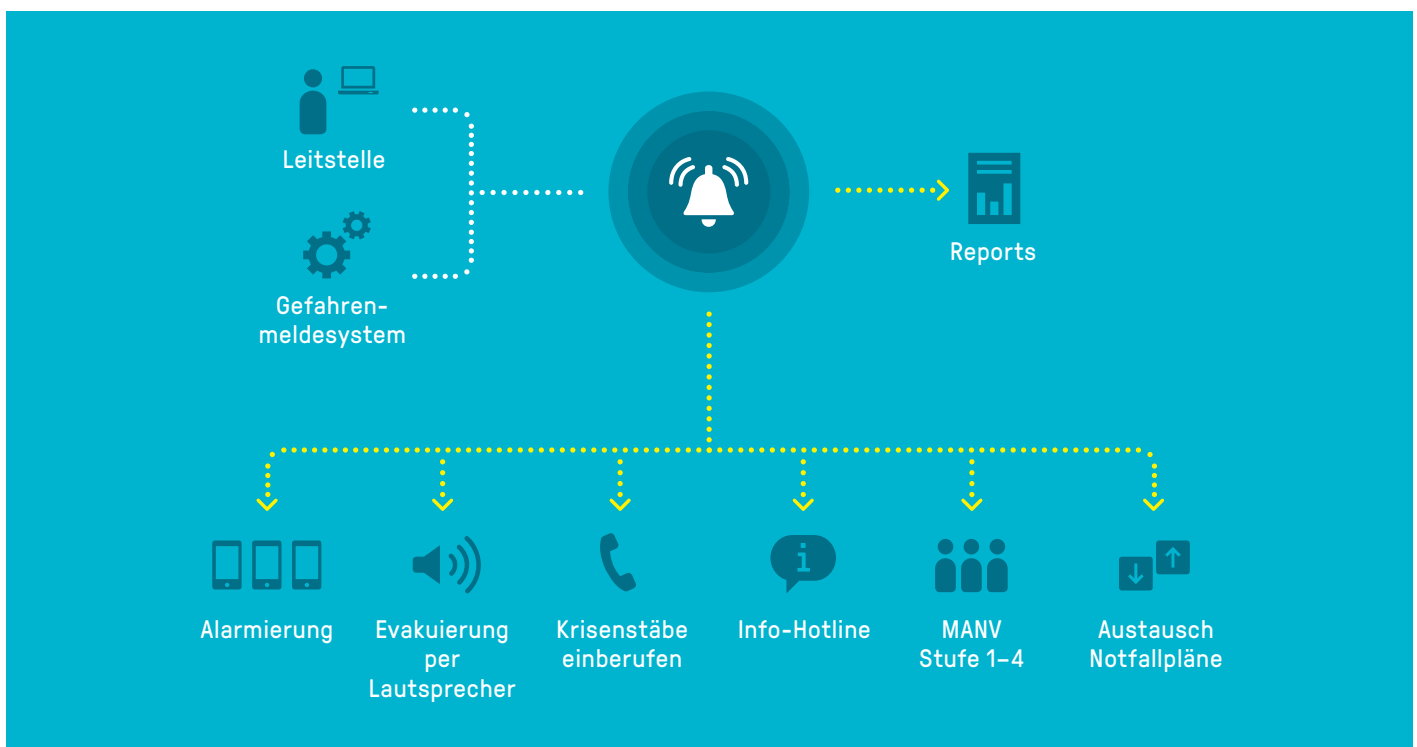 Leitstelle
Gefahren-
meldesystem
Reports
Alarmierung
Evakuierung
per
Lautsprecher
Krisenstäbe
einberufen
i
Info-Hotline
MANV
Stufe 1–4
Austausch
Notfallpläne